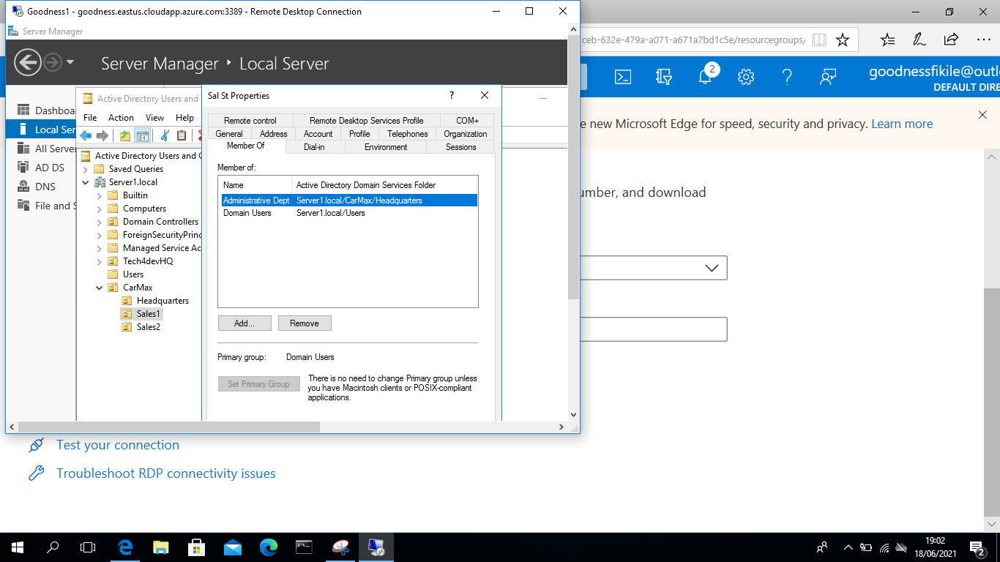 Goodness1 - goodness.eastus.cloudapp.azure.com:3389 - Remote Desktop Connection
Server Manager
Server Manager ‣ Local Server
Dashboa
Local Ser
All Server
AD DS
DNS
File and S
Active Directory Users and
File Action View Help
Active Directory Users and C
Saved Queries
Server1.local
Builtin
Computers
Domain Controllers
ForeignSecurityPrinc
Managed Service Ac
Tech4devHQ
Users
CarMax
Headquarters
Sales1
Sales2
Sal St Properties
?
Remote control Remote Desktop Services Profile COM+
General Address Account Profile Telephones Organization
Member Of Dial-in Environment Sessions
Member of:
Name Active Directory Domain Services Folder
Administrative Dept Server1.local/CarMax/Headquarters
Domain Users Server1.local/Users
Add... Remove
Primary group: Domain Users
Set Primary Group
There is no need to change Primary group unless
you have Macintosh clients or POSIX-compliant
applications.
ceb-632e-479a-a071-a671a7bd1c5e/resourcegroups/
2
goodnessfikile@outlo
DEFAULT DIRE
e new Microsoft Edge for speed, security and privacy. Learn more
umber, and download
Test your connection
Troubleshoot RDP connectivity issues
19:02
18/06/2021
2